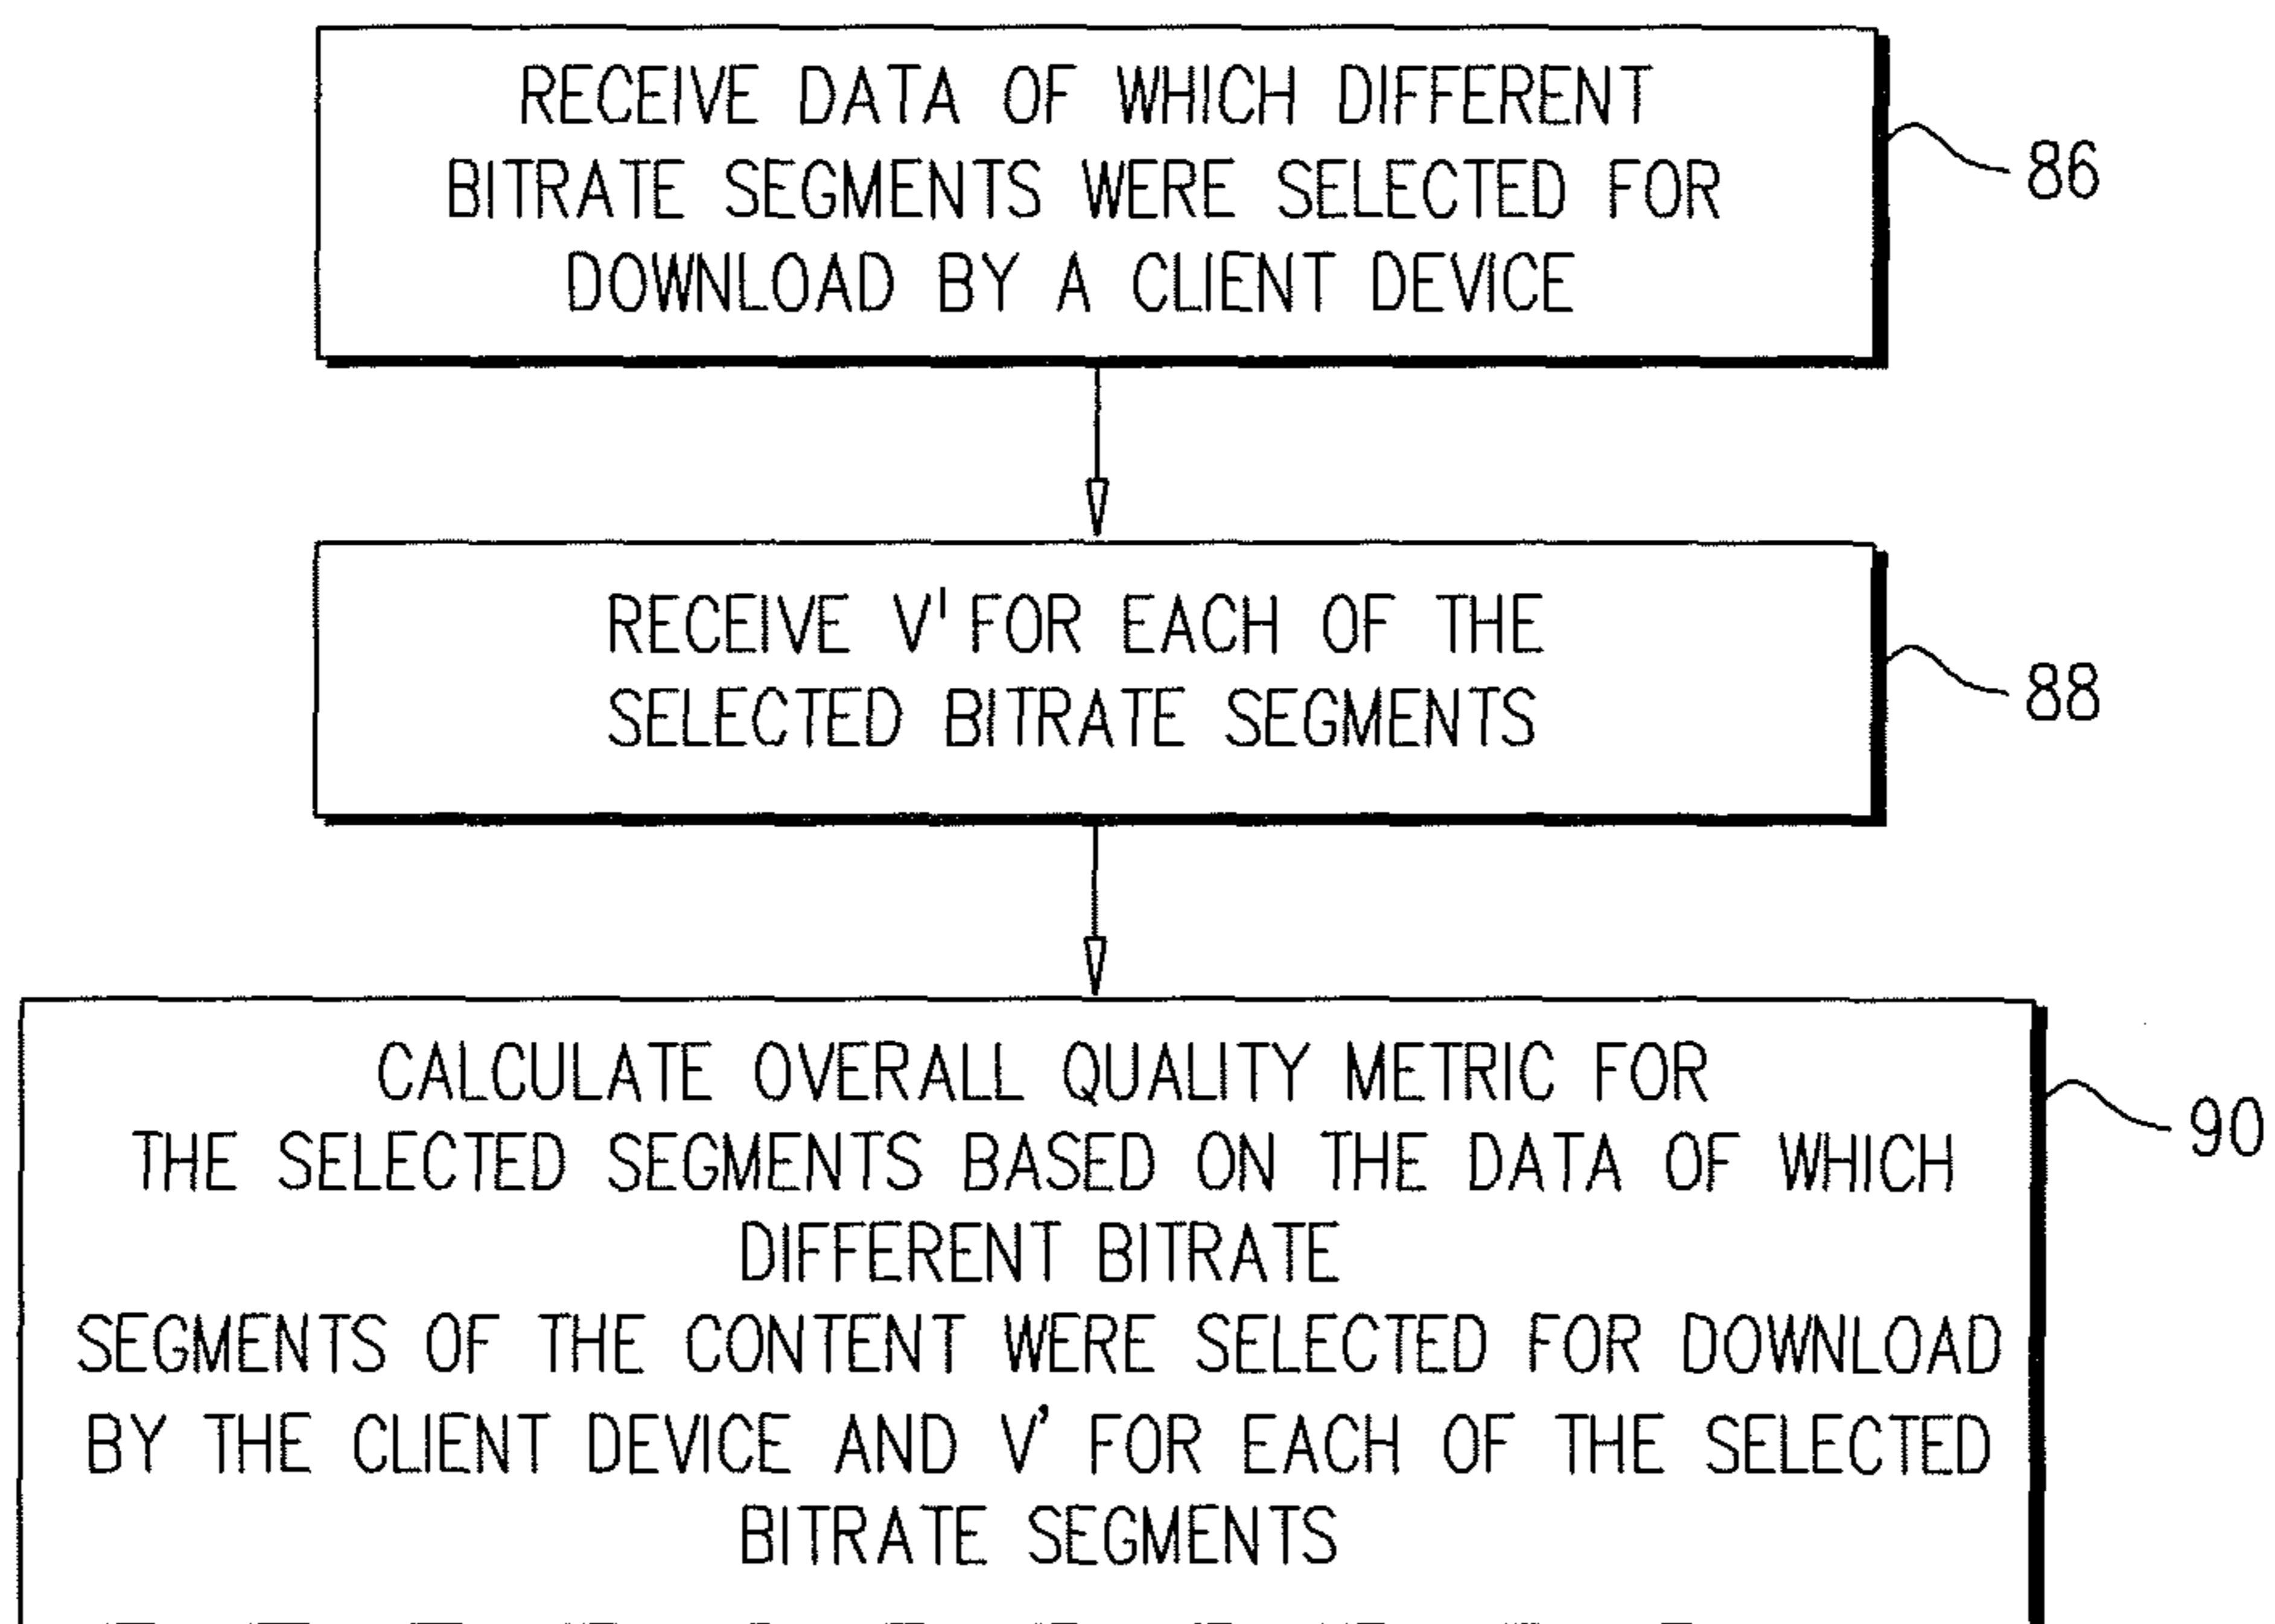 RECEIVE DATA OF WHICH DIFFERENT
BITRATE SEGMENTS WERE SELECTED FOR
DOWNLOAD BY A CLIENT DEVICE
86
RECEIVE V' FOR EACH OF THE
SELECTED BITRATE SEGMENTS
88
CALCULATE OVERALL QUALITY METRIC FOR
THE SELECTED SEGMENTS BASED ON THE DATA OF WHICH
DIFFERENT BITRATE
SEGMENTS OF THE CONTENT WERE SELECTED FOR DOWNLOAD
BY THE CLIENT DEVICE AND V' FOR EACH OF THE SELECTED
BITRATE SEGMENTS
90